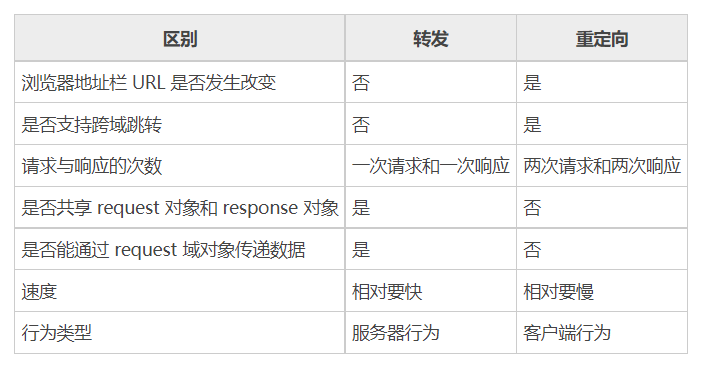 区别 转发 重定向
浏览器地址栏 URL 是否发生改变 否 是
是否支持跨域跳转 否 是
请求与响应的次数 一次请求和一次响应 两次请求和两次响应
是否共享 request 对象和 response 对象 是 否
是否能通过 request 域对象传递数据 是 否
速度 相对要快 相对要慢
行为类型 服务器行为 客户端行为